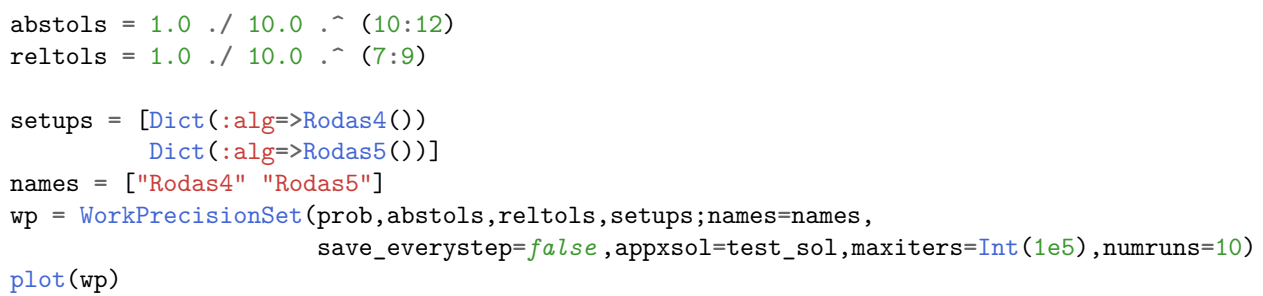 abstols = 1.0 ./ 10.0 .^ (10:12)
reltols = 1.0 ./ 10.0 .^ (7:9)

setups = [Dict(:alg=>Rodas4())
          Dict(:alg=>Rodas5())]
names = ["Rodas4" "Rodas5"]
wp = WorkPrecisionSet(prob,abstols,reltols,setups;names=names,
                      save_everystep=false,appxsol=test_sol,maxiters=Int(1e5),numruns=10)
plot(wp)